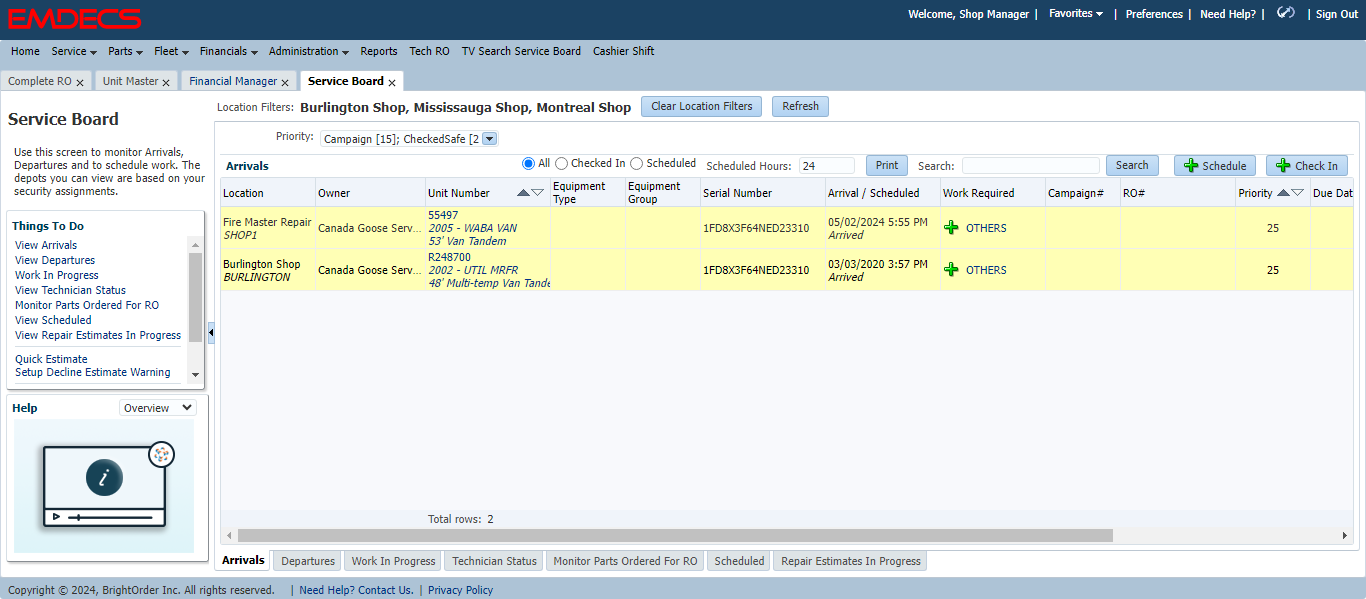 EMDECS
Welcome, Shop Manager | Favorites | Preferences | Need Help? | | Sign Out
Home Service Parts Fleet Financials Administration Reports Tech RO TV Search Service Board Cashier Shift
Complete RO × Unit Master × Financial Manager × Service Board ×
Service Board
Use this screen to monitor Arrivals,
Departures and to schedule work. The
depots you can view are based on your
security assignments.
Things To Do
View Arrivals
View Departures
Work In Progress
View Technician Status
Monitor Parts Ordered For RO
View Scheduled
View Repair Estimates In Progress
Quick Estimate
Setup Decline Estimate Warning
Help Overview
i
Location Filters: Burlington Shop, Mississauga Shop, Montreal Shop Clear Location Filters Refresh
Priority: Campaign [15]; CheckedSafe [2
Arrivals All Checked In Scheduled Scheduled Hours: 24 Print Search: Search Schedule Check In
Location Owner Unit Number Equipment Type Equipment Group Serial Number Arrival / Scheduled Work Required Campaign# RO# Priority Due Dat
Fire Master Repair
SHOP1
Canada Goose Serv...
55497
2005 - WABA VAN
53' Van Tandem
1FD8X3F64NED23310
05/02/2024 5:55 PM
Arrived
OTHERS
25
Burlington Shop
BURLINGTON
Canada Goose Serv...
R248700
2002 - UTIL MRFR
48' Multi-temp Van Tande
1FD8X3F64NED23310
03/03/2020 3:57 PM
Arrived
OTHERS
25
Total rows: 2
Arrivals Departures Work In Progress Technician Status Monitor Parts Ordered For RO Scheduled Repair Estimates In Progress
Copyright © 2024, BrightOrder Inc. All rights reserved. | Need Help? Contact Us. | Privacy Policy